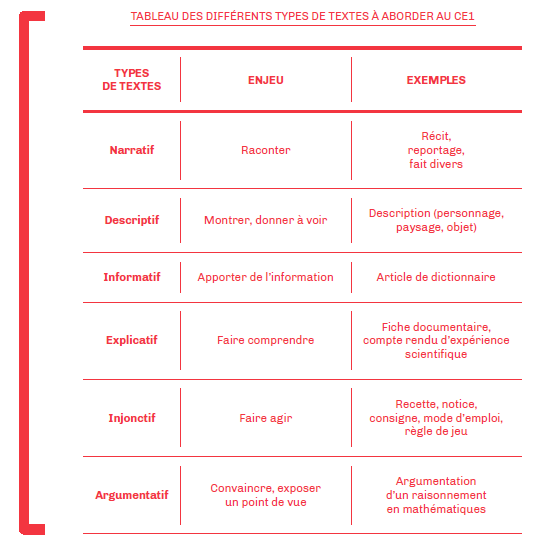 TABLEAU DES DIFFÉRENTS TYPES DE TEXTES À ABORDER AU CE1
TYPES
DE TEXTES
ENJEU
EXEMPLES
Narratif
Raconter
Récit,
reportage,
fait divers
Descriptif
Montrer, donner à voir
Description (personnage,
paysage, objet)
Informatif
Apporter de l'information
Article de dictionnaire
Explicatif
Faire comprendre
Fiche documentaire,
compte rendu d'expérience
scientifique
Injonctif
Faire agir
Recette, notice,
consigne, mode d'emploi,
règle de jeu
Argumentatif
Convaincre, exposer
un point de vue
Argumentation
d'un raisonnement
en mathématiques